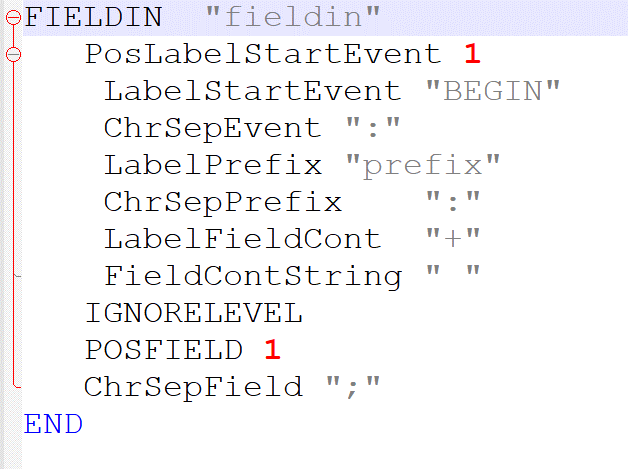 FIELDIN  "fieldin"
   PosLabelStartEvent 1
    LabelStartEvent "BEGIN"
    ChrSepEvent ":"
    LabelPrefix "prefix"
    ChrSepPrefix    ":"
    LabelFieldCont  "+"
    FieldContString " "
   IGNORELEVEL
   POSFIELD 1
   ChrSepField ";"
END